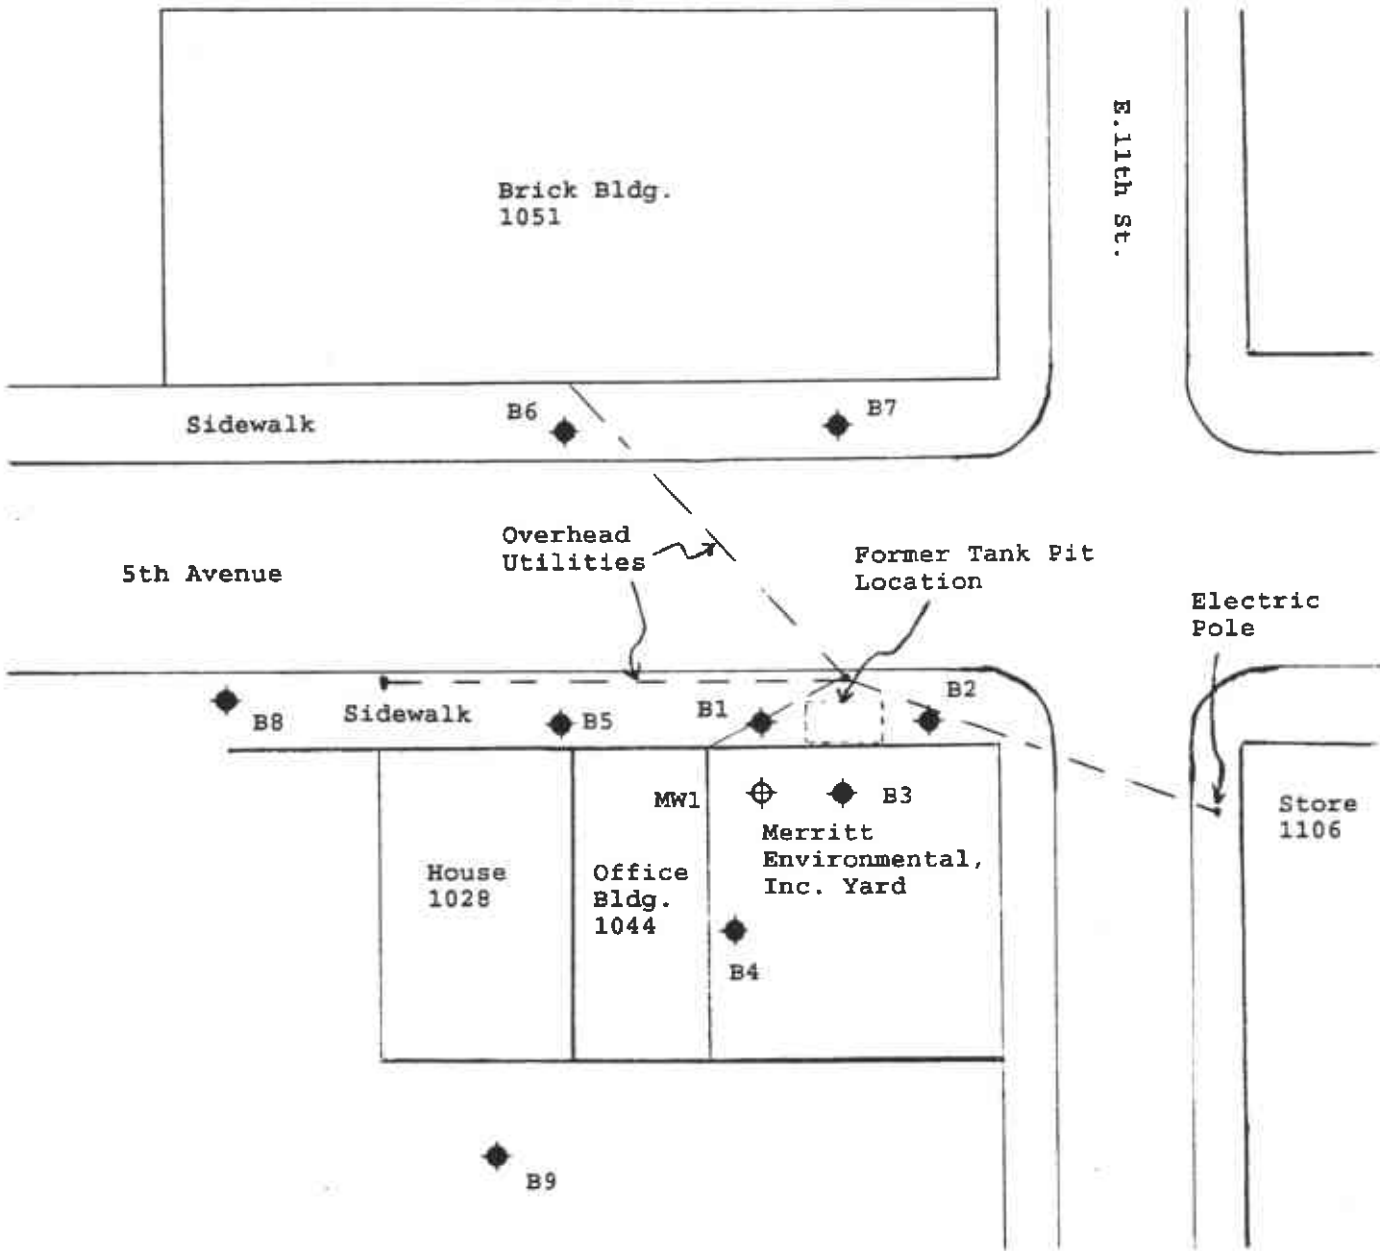 E.11th St.
Brick Bldg.
1051
B6
B7
Sidewalk
Overhead
Utilities
Former Tank Pit
Location
5th Avenue
Electric
Pole
B8
Sidewalk
B5
B1
B2
MW1
B3
Store
1106
Merritt
Environmental,
Inc. Yard
House
1028
Office
Bldg.
1044
B4
B9